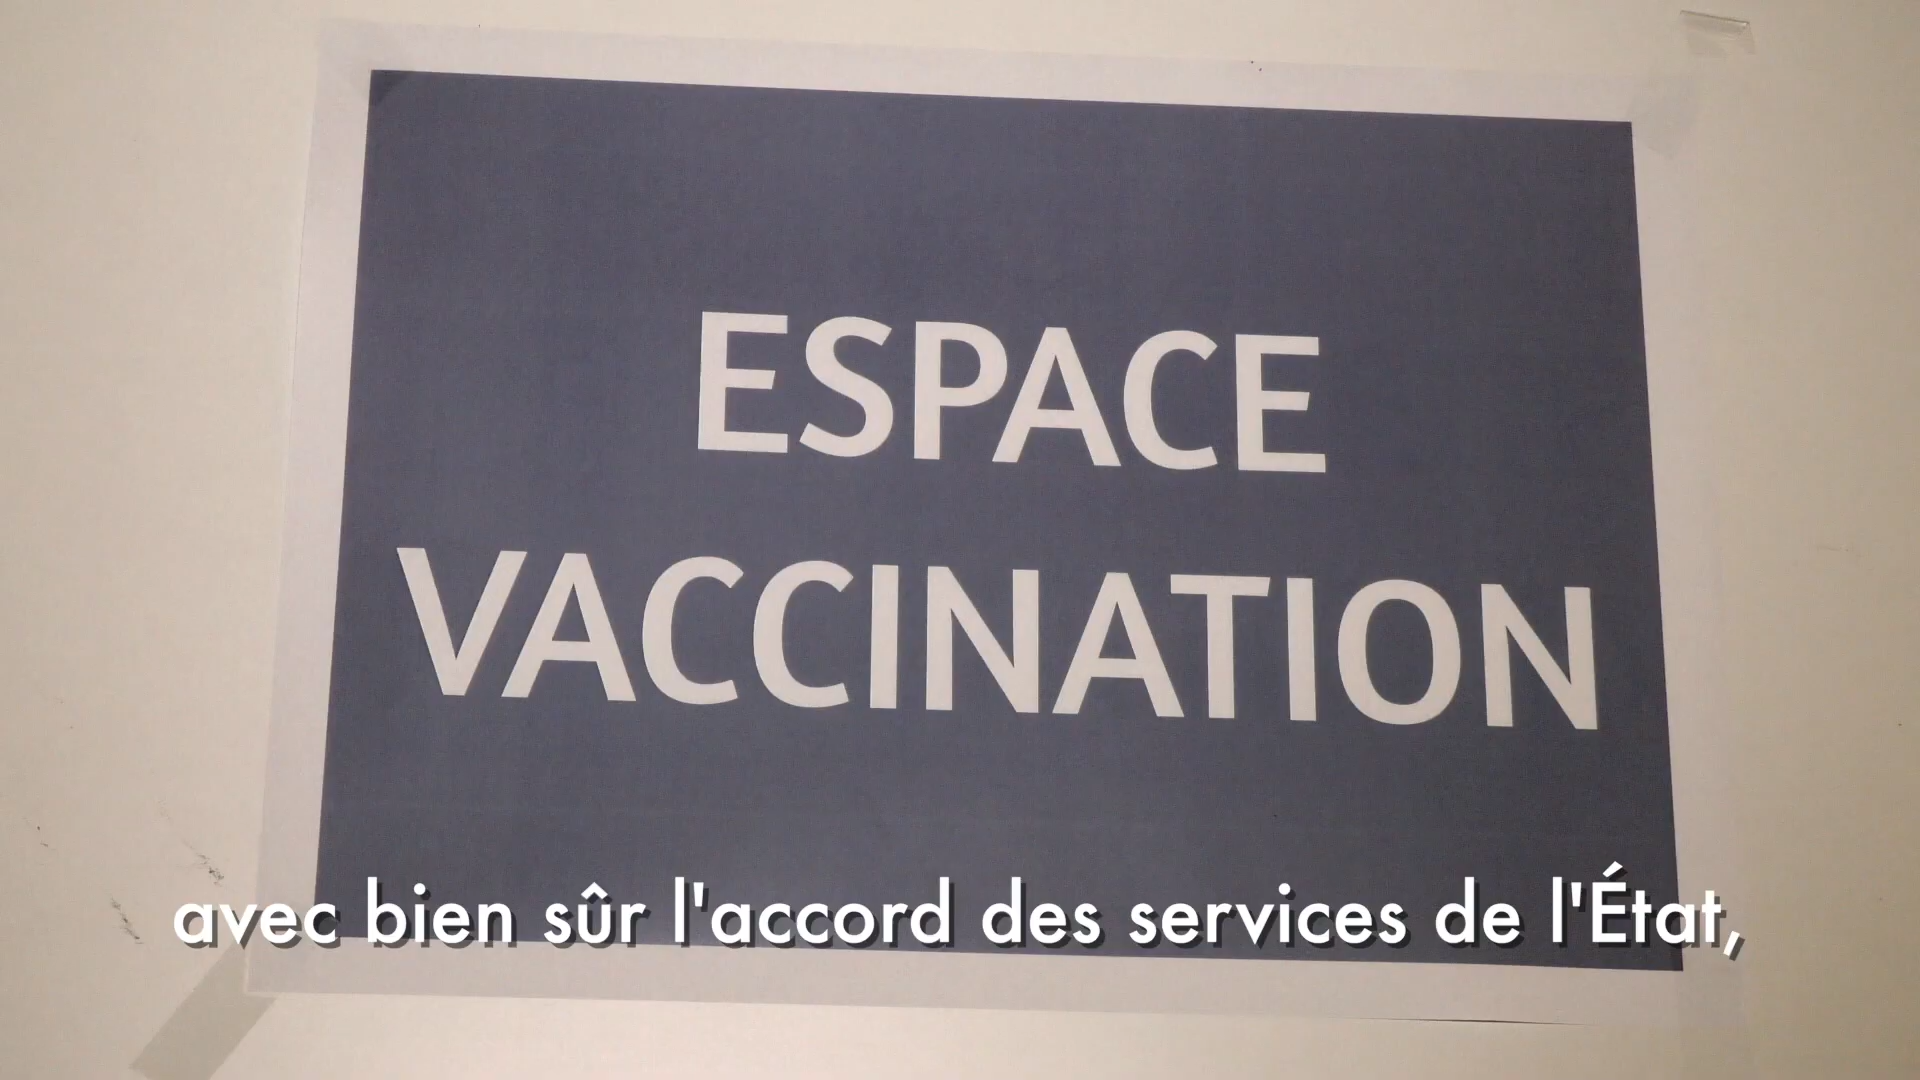 ESPACE
VACCINATION
avec bien sûr l'accord des services de l'État,